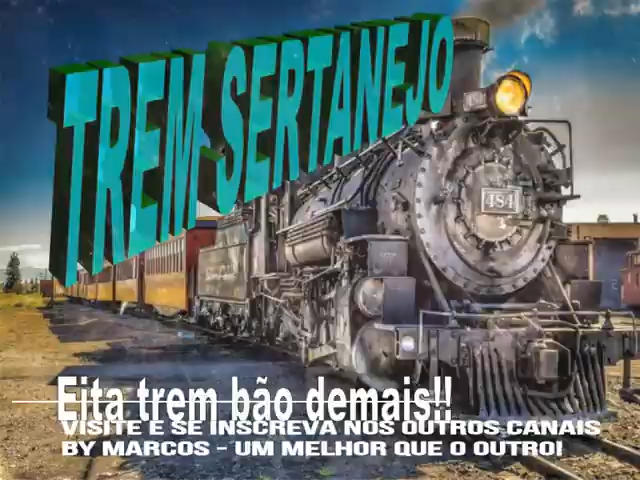 TREM SERTANEJO
484
Eita trem bão demais!!
VISITE E SE INSCREVA NOS OUTROS CANAIS
BY MARCOS - UM MELHOR QUE O OUTRO!